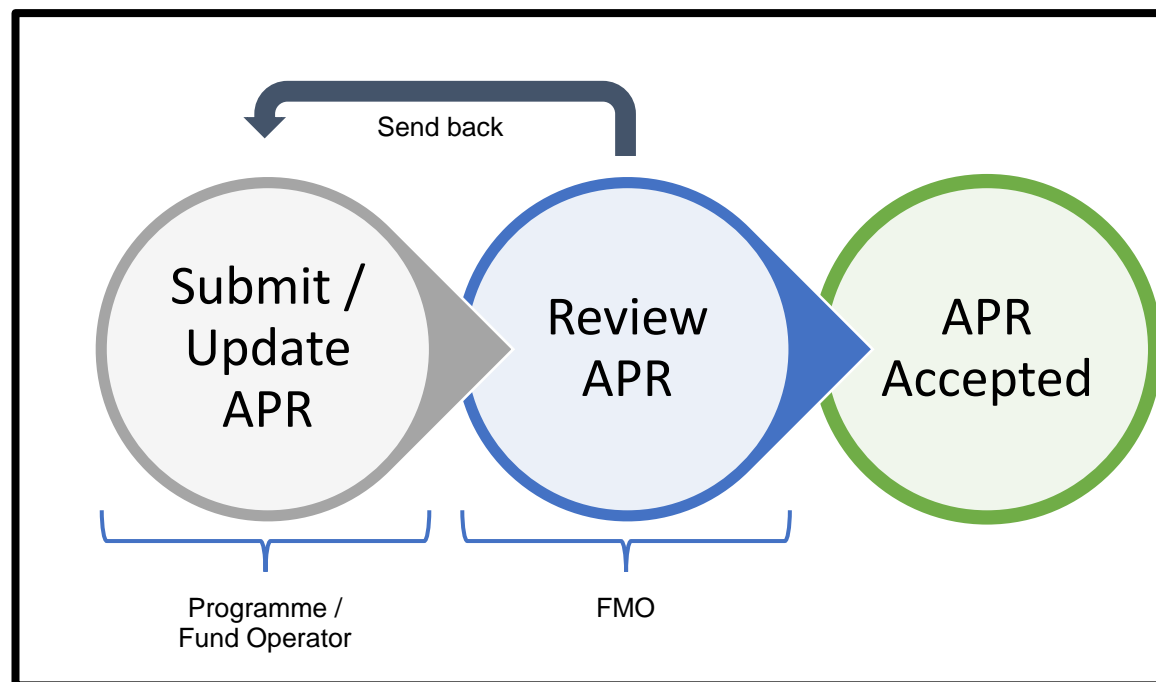 Send back
Submit /
Update
APR
Review
APR
APR
Accepted
Programme /
Fund Operator
FMO